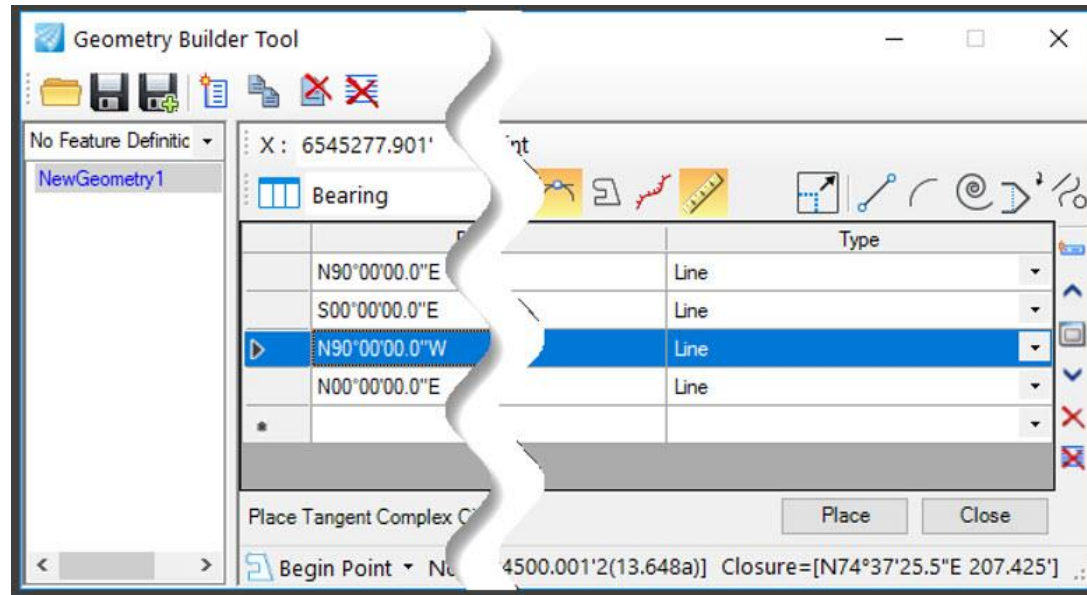 Geometry Builder Tool
No Feature Definitic
NewGeometry1
X: 6545277.901'
Bearing
Type
N90°00'00.0"E Line
S00°00'00.0"E Line
N90°00'00.0"W Line
N00°00'00.0"E Line
Place Tangent Complex
Place Close
Begin Point 4500.001'2(13.648a)] Closure=[N74°37'25.5"E 207.425']